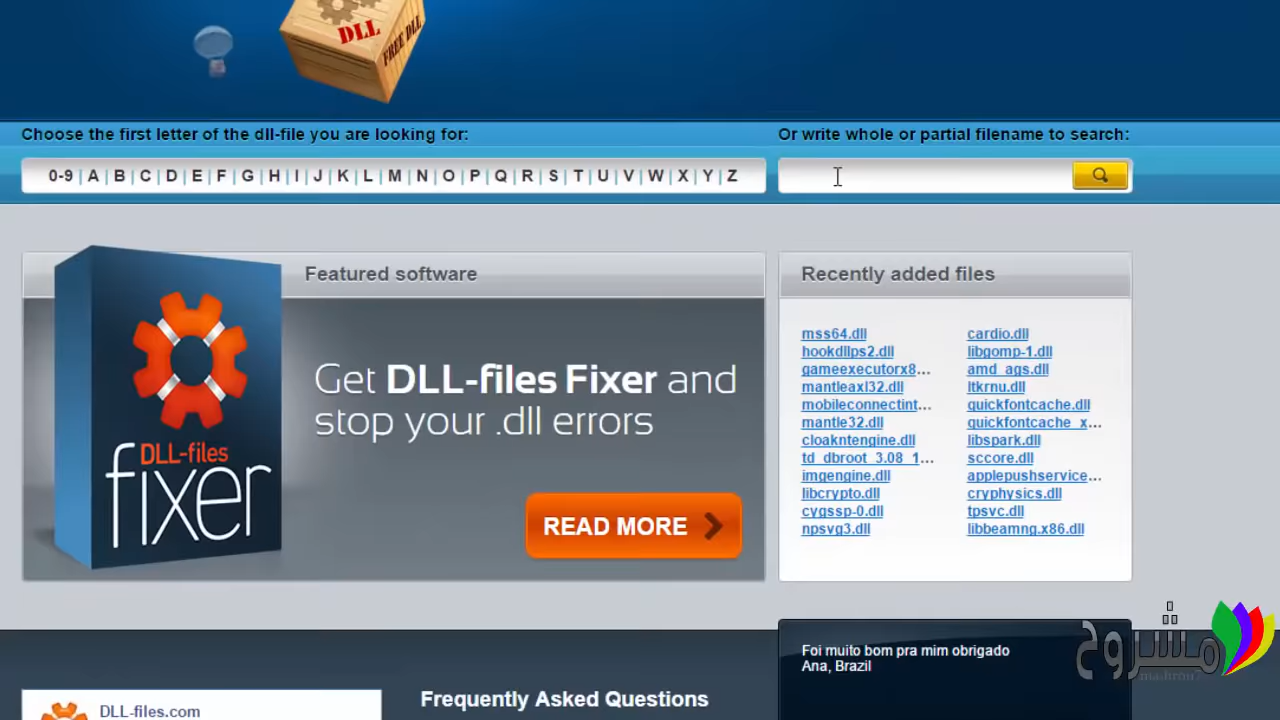 DLL
FREE DLL
Choose the first letter of the dll-file you are looking for:
Or write whole or partial filename to search:
0-9 | A | B | C | D | E | F | G | H | I | J | K | L | M | N | O | P | Q | R | S | T | U | V | W | X | Y | Z
Featured software
Get DLL-files Fixer and
stop your .dll errors
READ MORE
DLL-files
fixer
Recently added files
mss64.dll
hookdllps2.dll
gameexecutorx8...
mantleaxl32.dll
mobileconnectint...
mantle32.dll
cloakntengine.dll
td_dbroot_3.08_1...
imgengine.dll
libcrypto.dll
cygssp-0.dll
npsvg3.dll
cardio.dll
libgomp-1.dll
amd_ags.dll
ltkrnu.dll
quickfontcache.dll
quickfontcache_x...
libspark.dll
sccore.dll
applepushservice...
cryphysics.dll
tpsvc.dll
libbeamng.x86.dll
Foi muito bom pra mim obrigado
Ana, Brazil
مشروح
DLL-files.com
Frequently Asked Questions